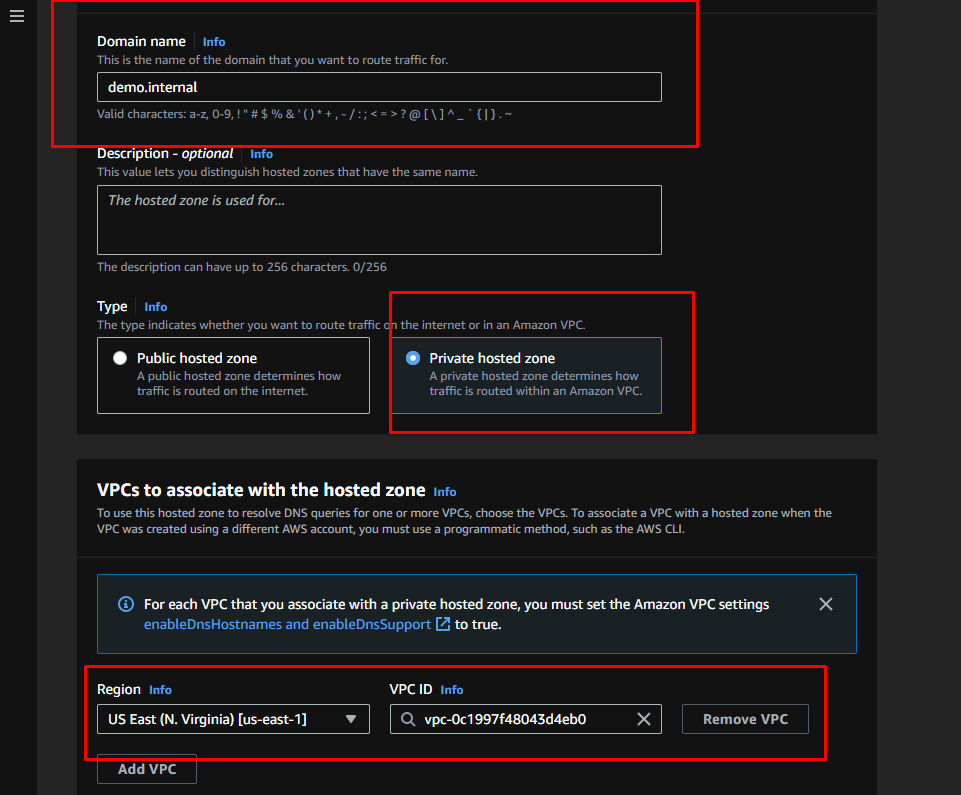 Domain name Info
This is the name of the domain that you want to route traffic for.
demo.internal
Valid characters: a-z, 0-9, ! " # $ % & ' ( ) * + , - / : ; < = > ? @ [ \ ] ^ _ ` { | } . ~
Description - optional Info
This value lets you distinguish hosted zones that have the same name.
The hosted zone is used for...
The description can have up to 256 characters. 0/256
Type Info
The type indicates whether you want to route traffic on the internet or in an Amazon VPC.
Public hosted zone
A public hosted zone determines how
traffic is routed on the internet.
Private hosted zone
A private hosted zone determines how
traffic is routed within an Amazon VPC.
VPCs to associate with the hosted zone Info
To use this hosted zone to resolve DNS queries for one or more VPCs, choose the VPCs. To associate a VPC with a hosted zone when the
VPC was created using a different AWS account, you must use a programmatic method, such as the AWS CLI.
For each VPC that you associate with a private hosted zone, you must set the Amazon VPC settings
enableDnsHostnames and enableDnsSupport to true.
Region Info
US East (N. Virginia) [us-east-1]
VPC ID Info
vpc-0c1997f48043d4eb0
Remove VPC
Add VPC